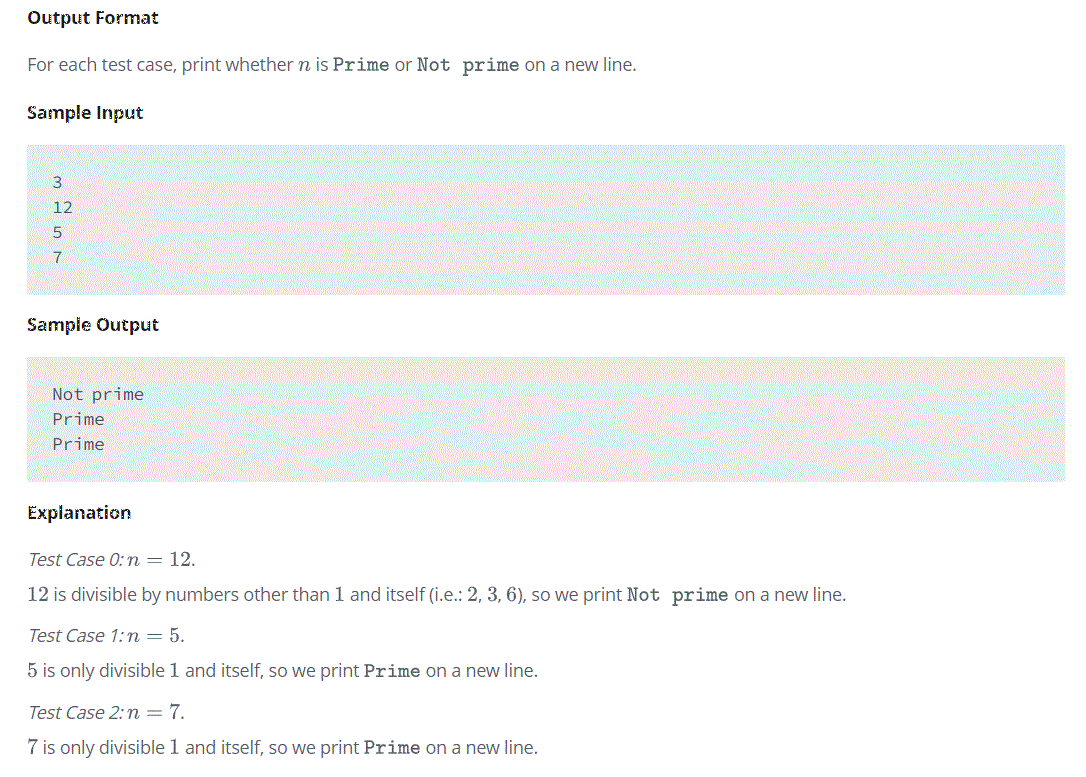 Output Format
For each test case, print whether n is Prime or Not prime on a new line.
Sample Input
3
12
5
7
Sample Output
Not prime
Prime
Prime
Explanation
Test Case 0: n = 12.
12 is divisible by numbers other than 1 and itself (i.e.: 2, 3, 6), so we print Not prime on a new line.
Test Case 1: n = 5.
5 is only divisible 1 and itself, so we print Prime on a new line.
Test Case 2: n = 7.
7 is only divisible 1 and itself, so we print Prime on a new line.